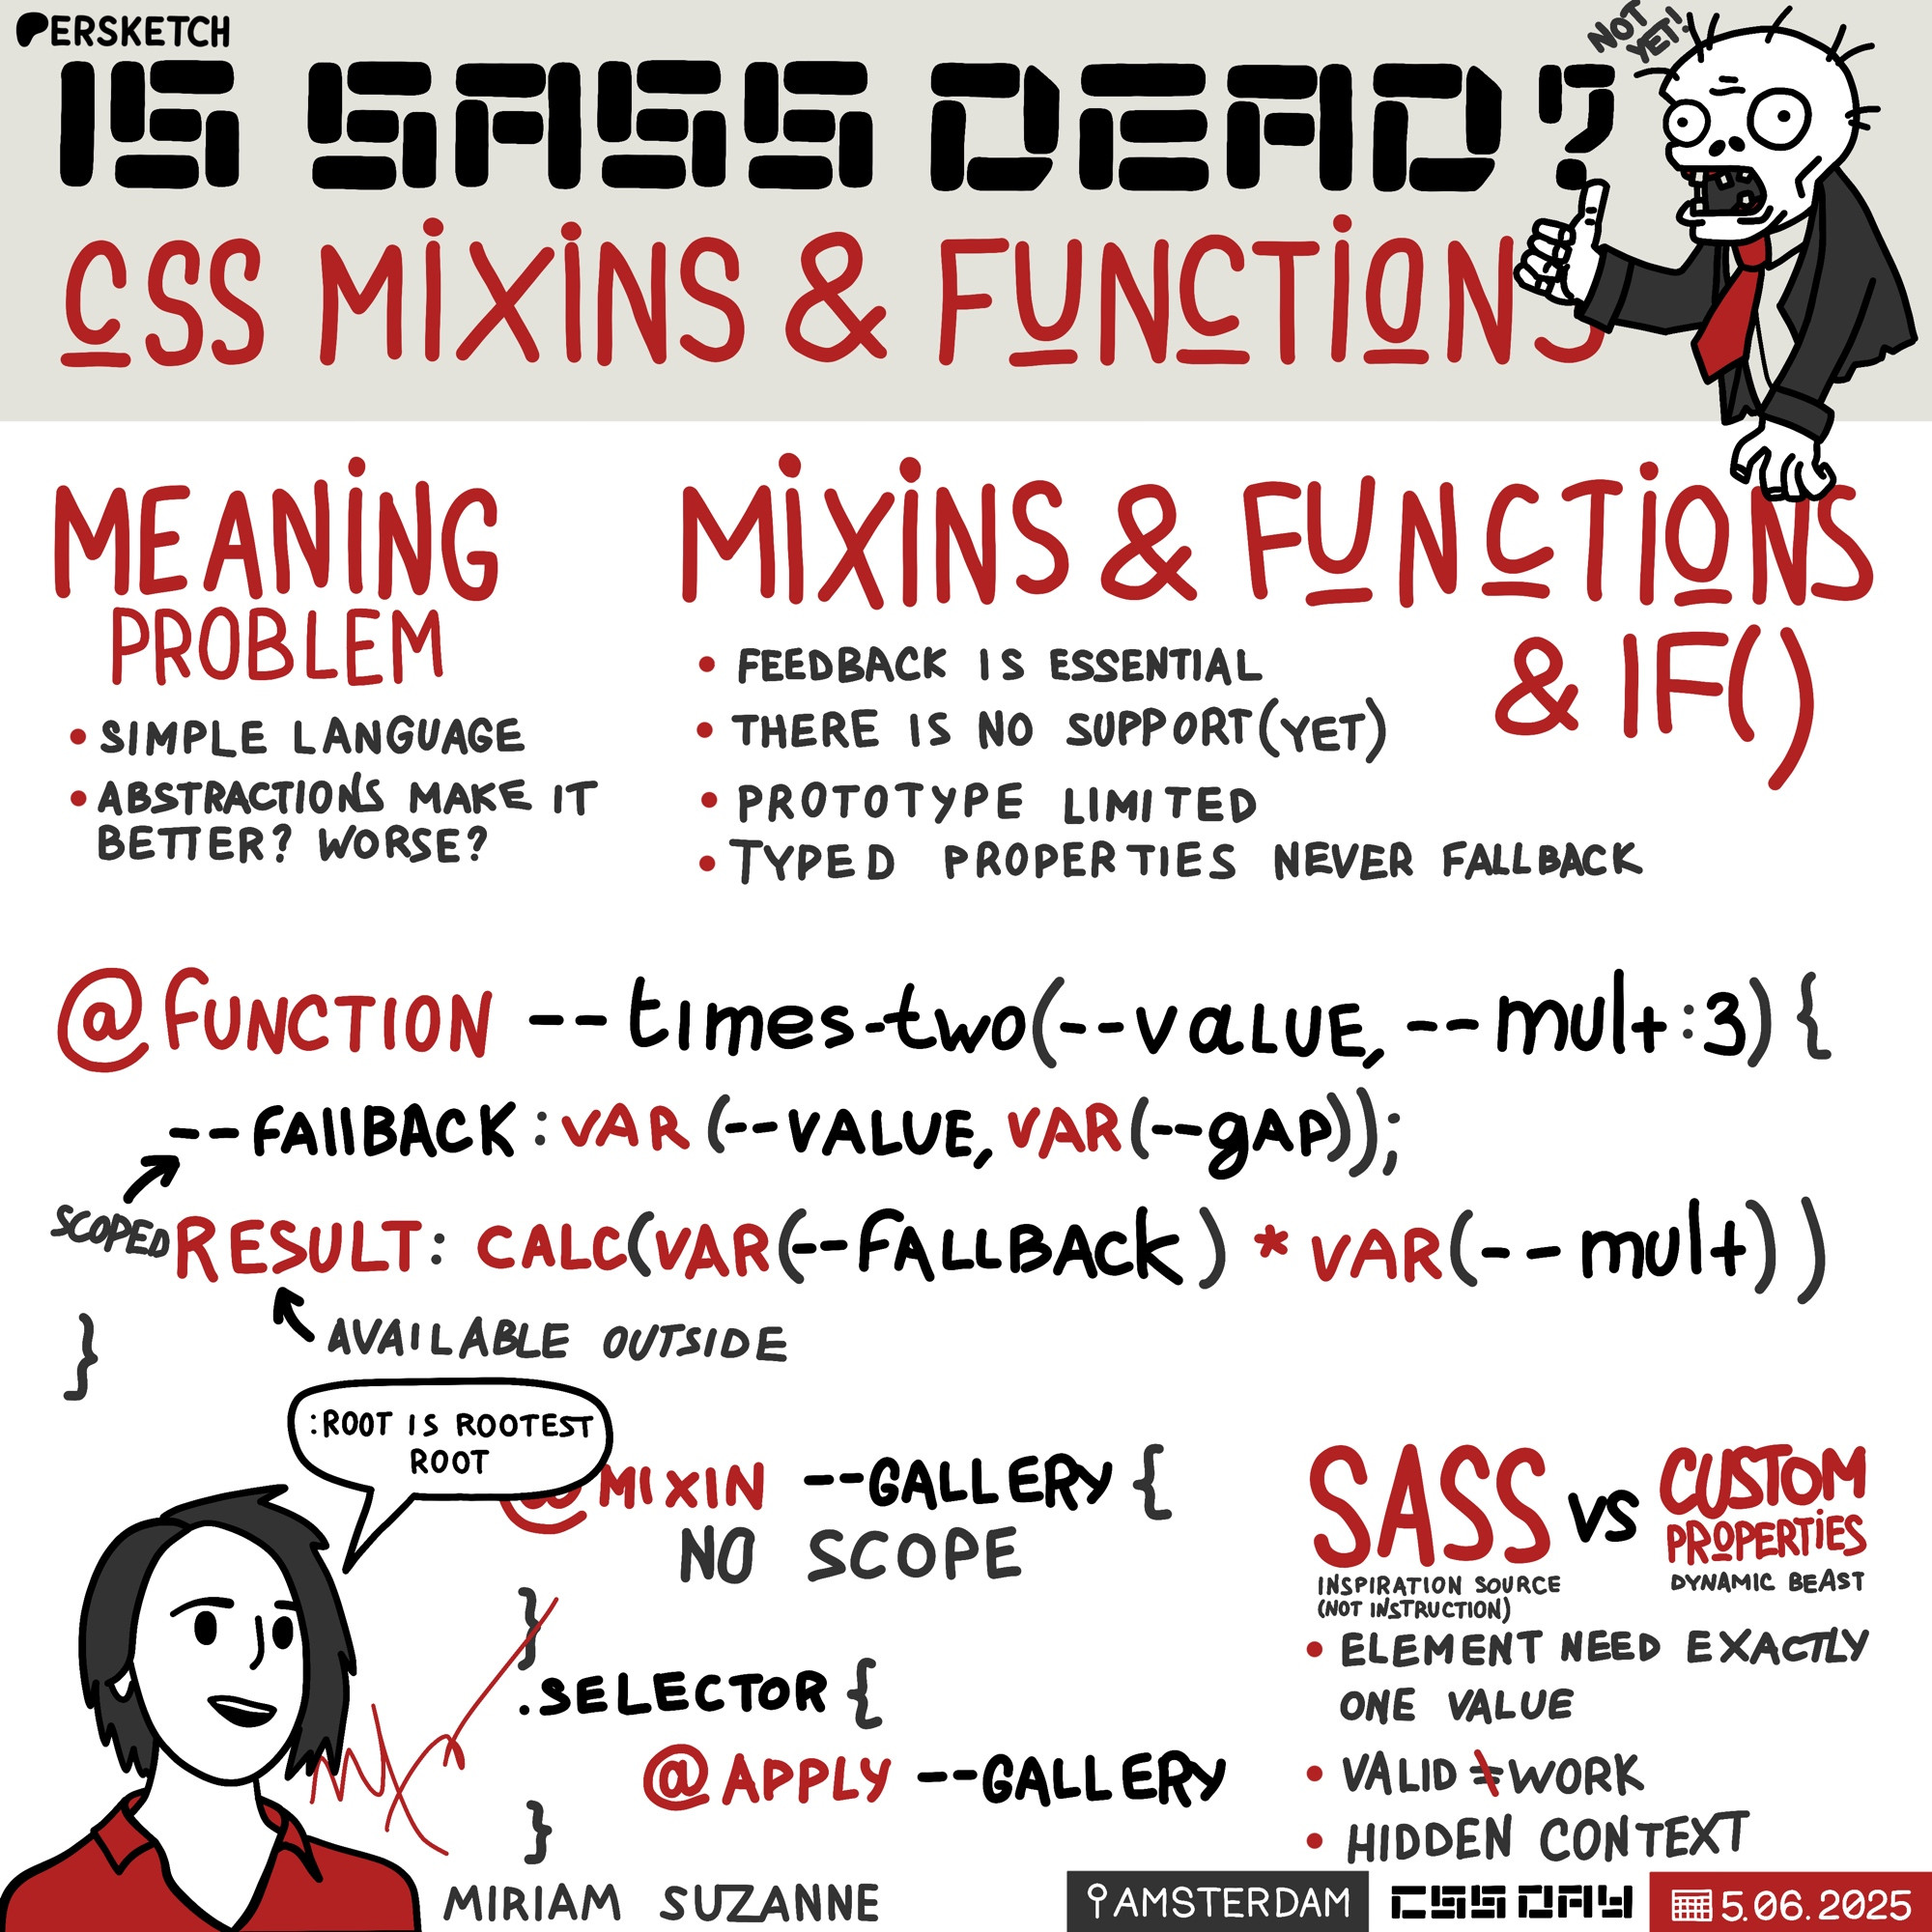 PERSKETCH
NOT YET!
IS SASS DEAD?
CSS MIXINS & FUNCTIONS
MEANING
PROBLEM
• SIMPLE LANGUAGE
• ABSTRACTIONS MAKE IT
BETTER? WORSE?
MIXINS & FUNCTIONS
& IF()
• FEEDBACK IS ESSENTIAL
• THERE IS NO SUPPORT (YET)
• PROTOTYPE LIMITED
• TYPED PROPERTIES NEVER FALLBACK
@FUNCTION --times-two(--vaLUE, --mult:3) {
--FAllBACK : VAR (--VALUE, VAR(--gAP));
SCOPED
RESULT: CALC(VAR(--FALLBACK) * VAR(--mult))
AVAILABLE OUTSIDE
}
:ROOT IS ROOTEST
ROOT
@MIXIN --GALLERY {
NO SCOPE
}
.SELECTOR {
@APPLY --GALLERY
}
MIRIAM SUZANNE
SASS VS CUSTOM
PROPERTIES
INSPIRATION SOURCE
(NOT INSTRUCTION)
DYNAMIC BEAST
• ELEMENT NEED EXACTLY
ONE VALUE
• VALID ≠ WORK
• HIDDEN CONTEXT
AMSTERDAM
CSS DAY
5.06.2025